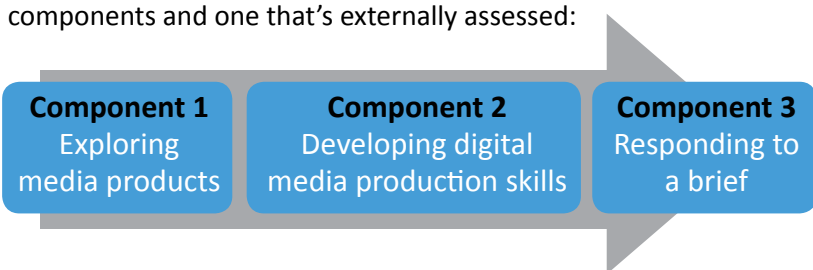 components and one that's externally assessed:
Component 1
Exploring
media products
Component 2
Developing digital
media production skills
Component 3
Responding to
a brief